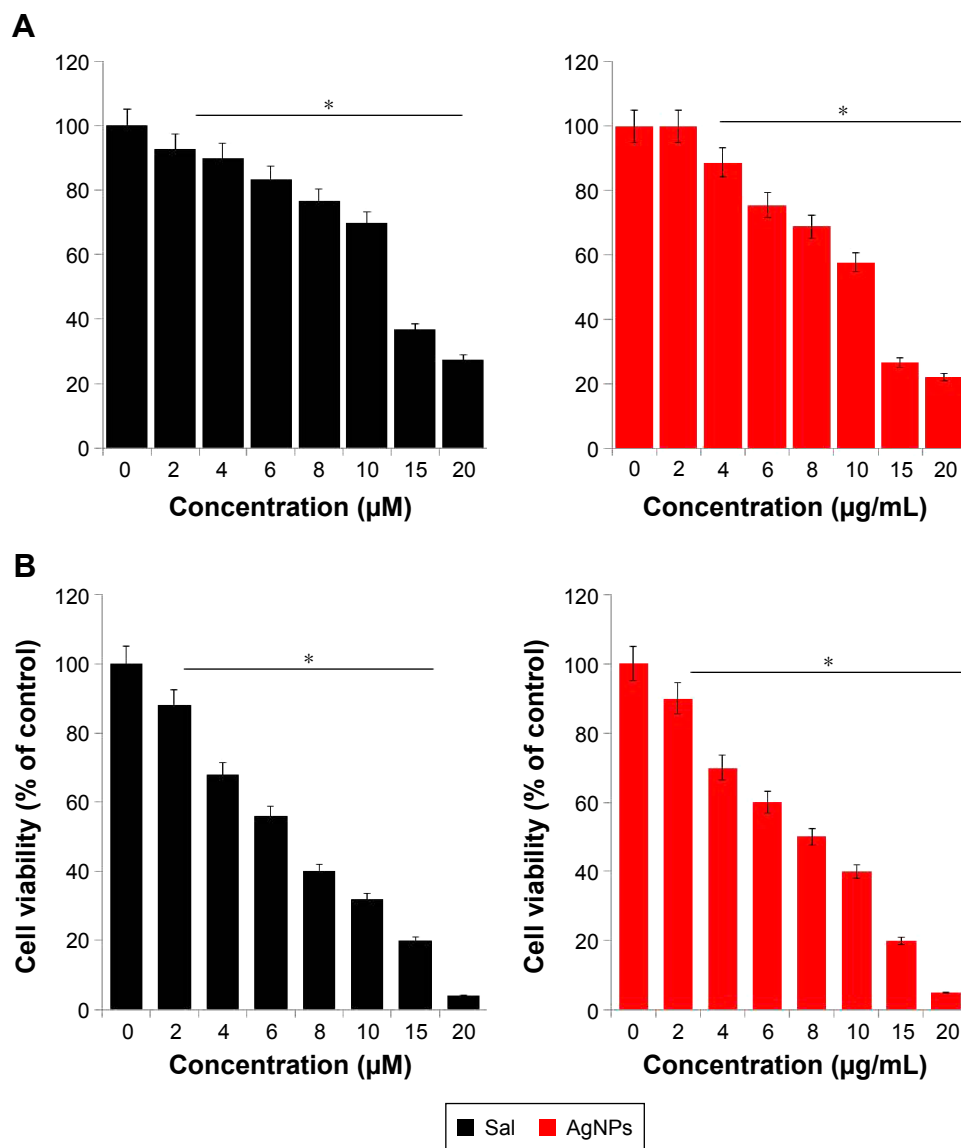 A
120
100
80
60
40
20
0
*
0 2 4 6 8 10 15 20
Concentration (µM)
120
100
80
60
40
20
0
*
0 2 4 6 8 10 15 20
Concentration (µg/mL)
B
Cell viability (% of control)
120
100
80
60
40
20
0
*
0 2 4 6 8 10 15 20
Concentration (µM)
Cell viability (% of control)
120
100
80
60
40
20
0
*
0 2 4 6 8 10 15 20
Concentration (µg/mL)
Sal AgNPs